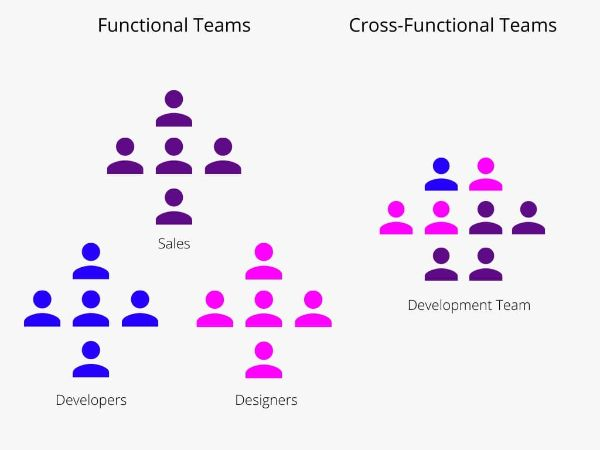 Functional Teams
Cross-Functional Teams
Sales
Developers
Designers
Development Team